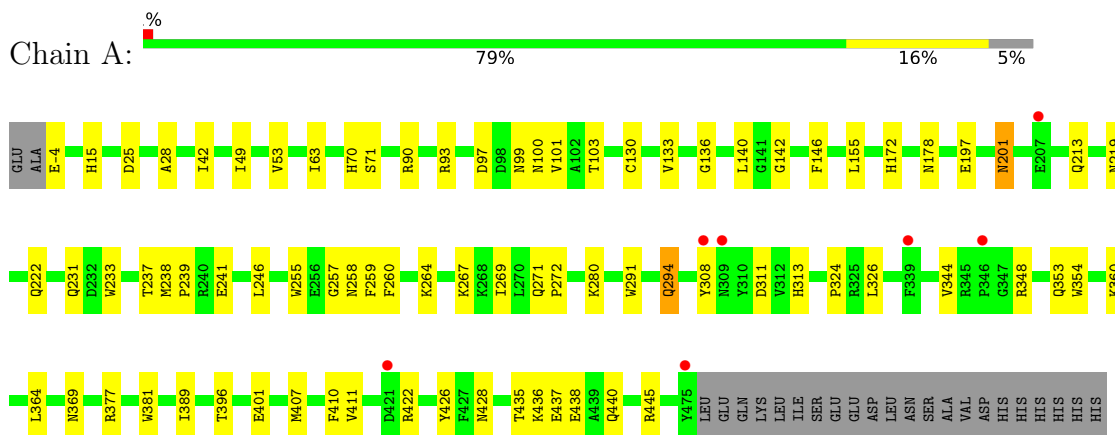 .%
Chain A:
79% 16% 5%
GLU ALA E-4 H15 D25 A28 I42 I49 V53 I63 H70 S71 R90 R93 D97 D98 N99 N100 V101 A102 T103 C130 V133 G136 L140 G141 G142 F146 L155 H172 N178 E197 N201 E207 Q213 N219
Q222 Q231 D232 W233 T237 M238 P239 R240 E241 L246 W255 E256 G257 N258 F259 F260 K264 K267 K268 I269 L270 Q271 P272 K280 W291 Q294 Y308 N309 Y310 D311 V312 H313 P324 R325 L326 F339 V344 R345 P346 G347 R348 Q353 W354 K360
L364 N369 R377 W381 I389 T396 E401 M407 F410 V411 D421 R422 Y426 F427 N428 T435 K436 E437 E438 A439 Q440 R445 Y475 LEU GLU GLN LYS LEU ILE SER GLU GLU ASP LEU ASN SER ALA VAL ASP HIS HIS HIS HIS HIS HIS